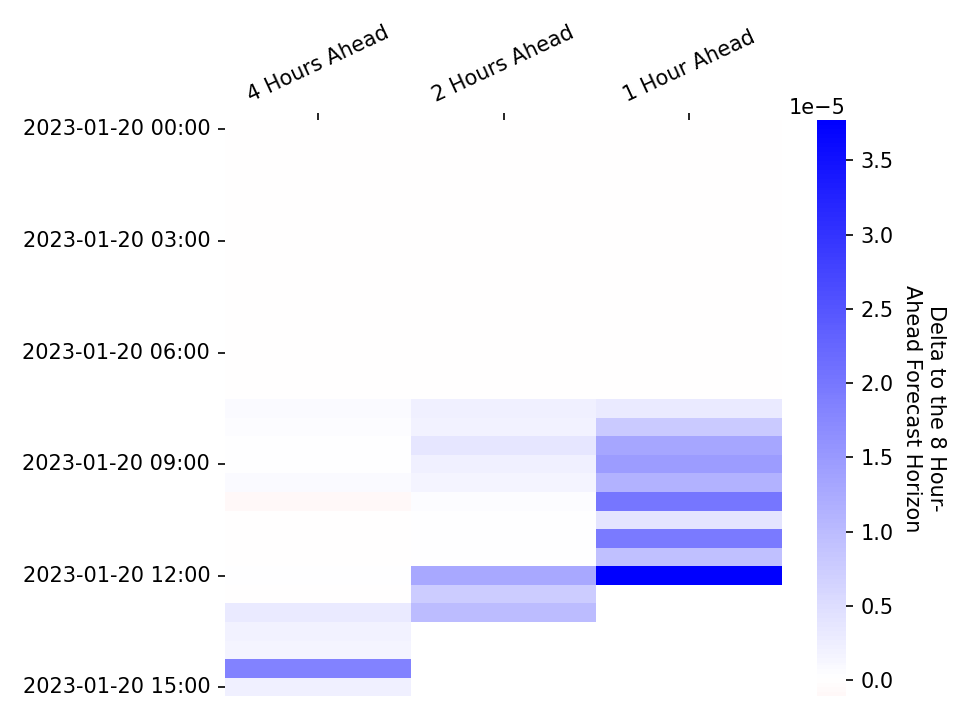 4 Hours Ahead
2 Hours Ahead
1 Hour Ahead
1e−5
2023-01-20 00:00
2023-01-20 03:00
2023-01-20 06:00
2023-01-20 09:00
2023-01-20 12:00
2023-01-20 15:00
3.5
3.0
2.5
2.0
1.5
1.0
0.5
0.0
Delta to the 8 Hour-
Ahead Forecast Horizon